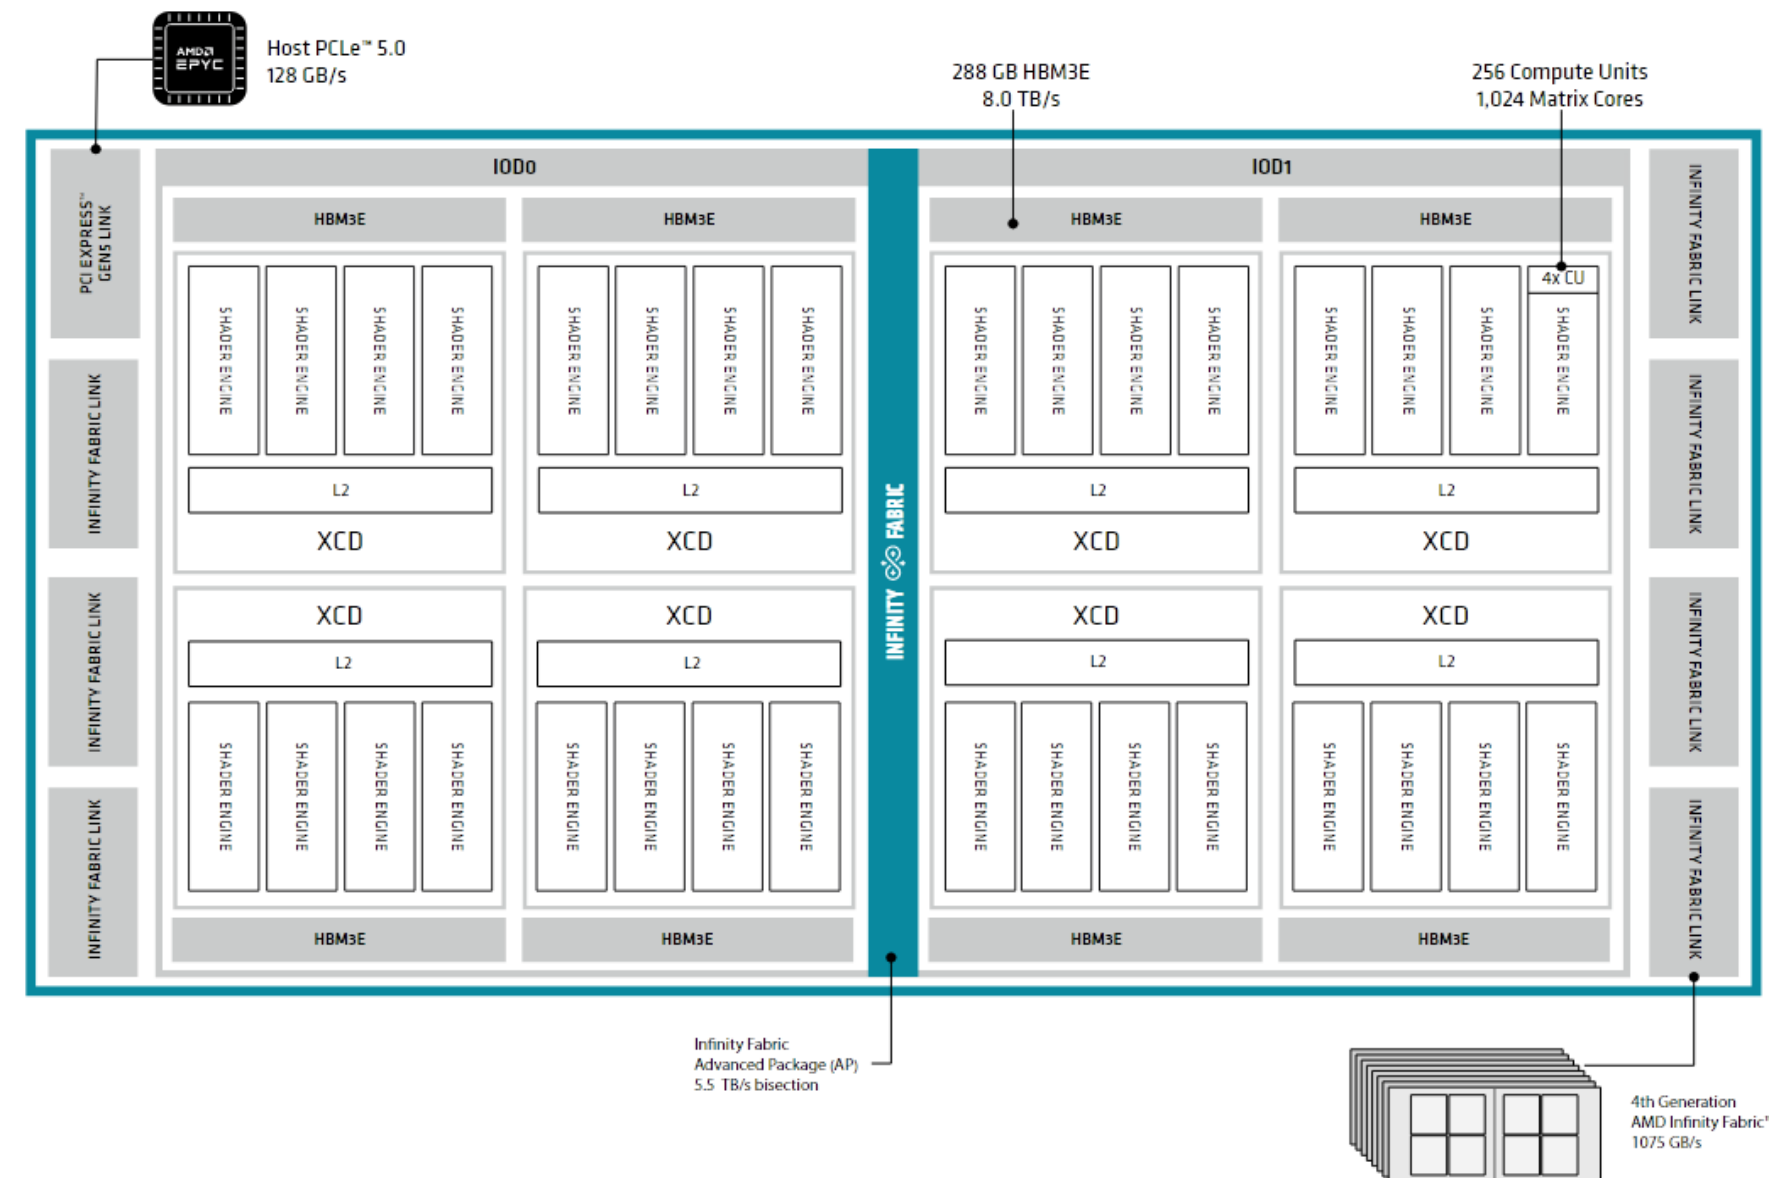 AMD
EPYC
Host PCLe™ 5.0
128 GB/s
288 GB HBM3E
8.0 TB/s
256 Compute Units
1,024 Matrix Cores
PCI EXPRESS™
GEN5 LINK
INFINITY FABRIC LINK
INFINITY FABRIC LINK
INFINITY FABRIC LINK
IOD0
HBM3E
HBM3E
SHADER ENGINE
SHADER ENGINE
SHADER ENGINE
SHADER ENGINE
SHADER ENGINE
SHADER ENGINE
SHADER ENGINE
SHADER ENGINE
L2
L2
XCD
XCD
XCD
XCD
L2
L2
SHADER ENGINE
SHADER ENGINE
SHADER ENGINE
SHADER ENGINE
SHADER ENGINE
SHADER ENGINE
SHADER ENGINE
SHADER ENGINE
HBM3E
HBM3E
INFINITY FABRIC
IOD1
HBM3E
HBM3E
4x CU
SHADER ENGINE
SHADER ENGINE
SHADER ENGINE
SHADER ENGINE
SHADER ENGINE
SHADER ENGINE
SHADER ENGINE
SHADER ENGINE
L2
L2
XCD
XCD
XCD
XCD
L2
L2
SHADER ENGINE
SHADER ENGINE
SHADER ENGINE
SHADER ENGINE
SHADER ENGINE
SHADER ENGINE
SHADER ENGINE
SHADER ENGINE
HBM3E
HBM3E
INFINITY FABRIC LINK
INFINITY FABRIC LINK
INFINITY FABRIC LINK
INFINITY FABRIC LINK
Infinity Fabric
Advanced Package (AP)
5.5 TB/s bisection
4th Generation
AMD Infinity Fabric"
1075 GB/s